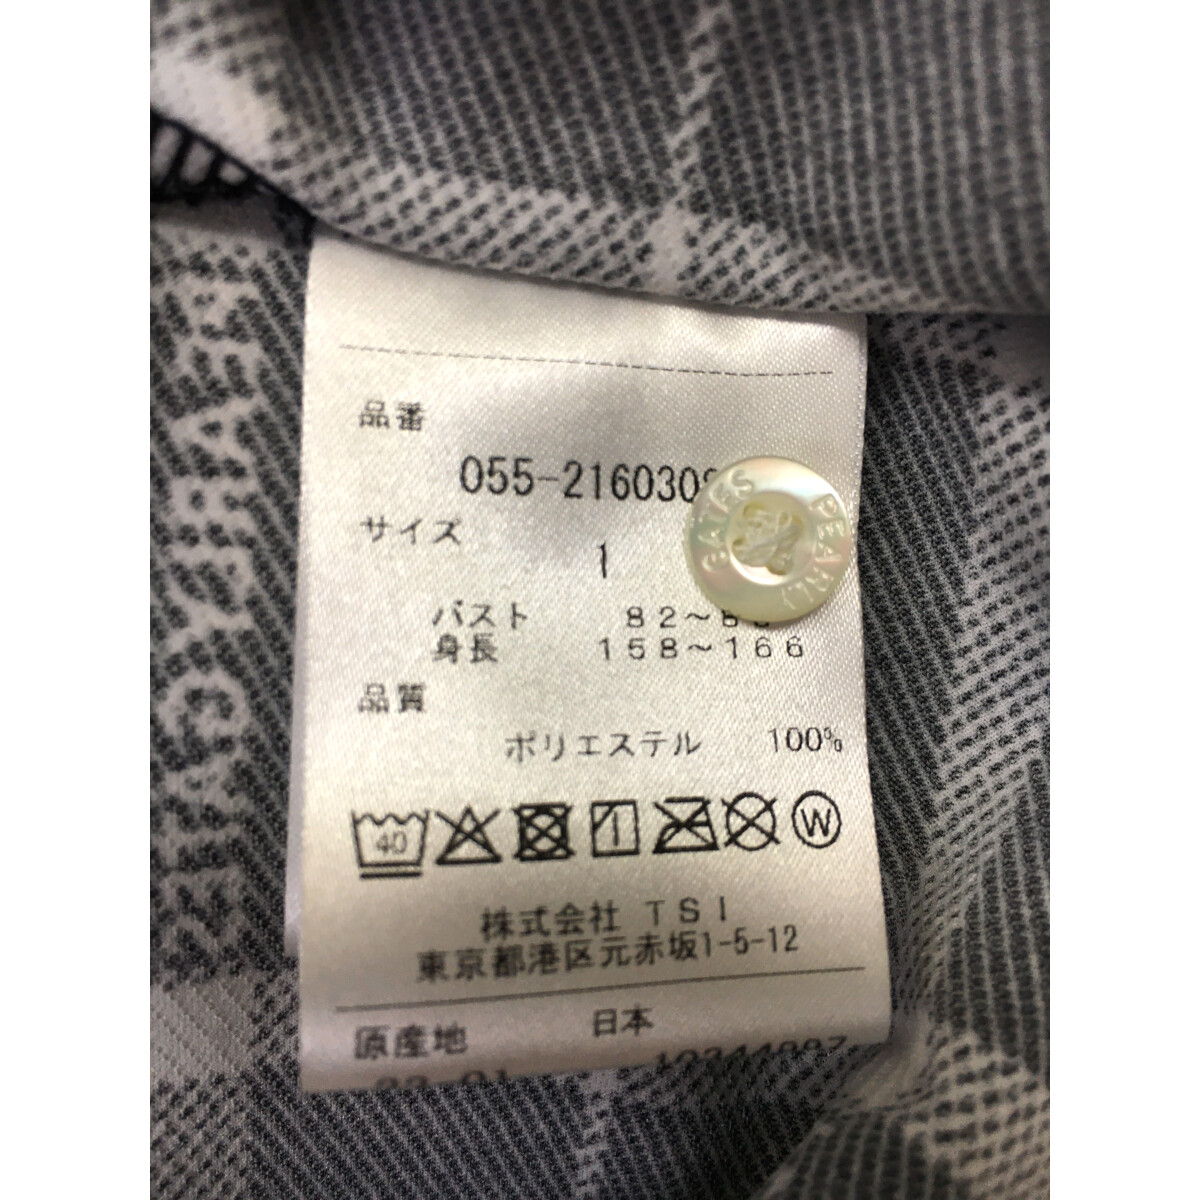 品番
055-216030
サイズ
1
バスト 82～
身長 158～166
品質
ポリエステル 100%
40
W
株式会社 TSI
東京都港区元赤坂1-5-12
原産地 日本
PEARLY GATES